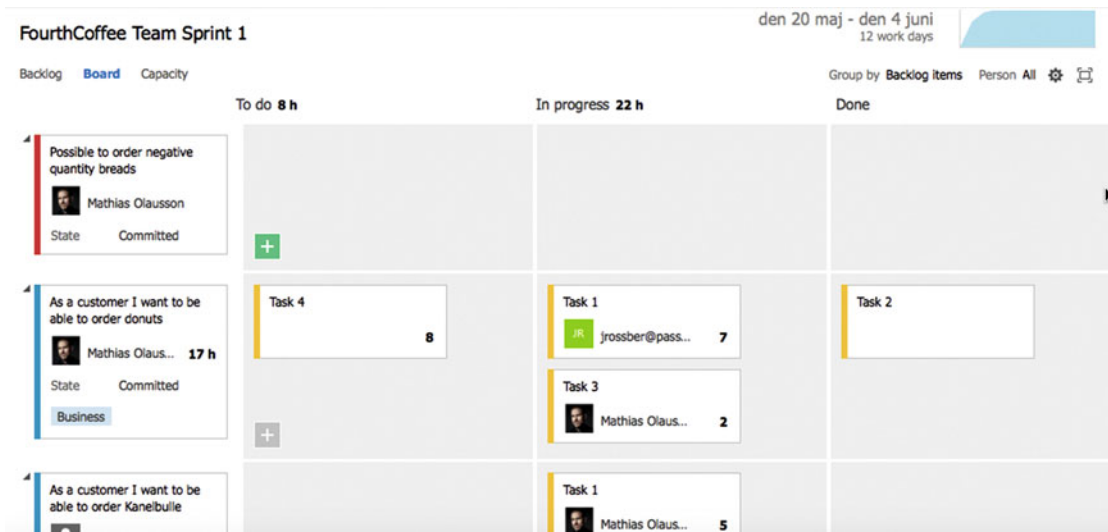 FourthCoffee Team Sprint 1
den 20 maj - den 4 juni
12 work days
Backlog Board Capacity
Group by Backlog items Person All
To do 8 h
In progress 22 h
Done
Possible to order negative
quantity breads
Mathias Olausson
State Committed
As a customer I want to be
able to order donuts
Mathias Olaus... 17 h
State Committed
Business
Task 4
8
Task 1
JR jrossber@pass... 7
Task 3
Mathias Olaus... 2
Task 2
As a customer I want to be
able to order Kanelbulle
Task 1
Mathias Olaus... 5